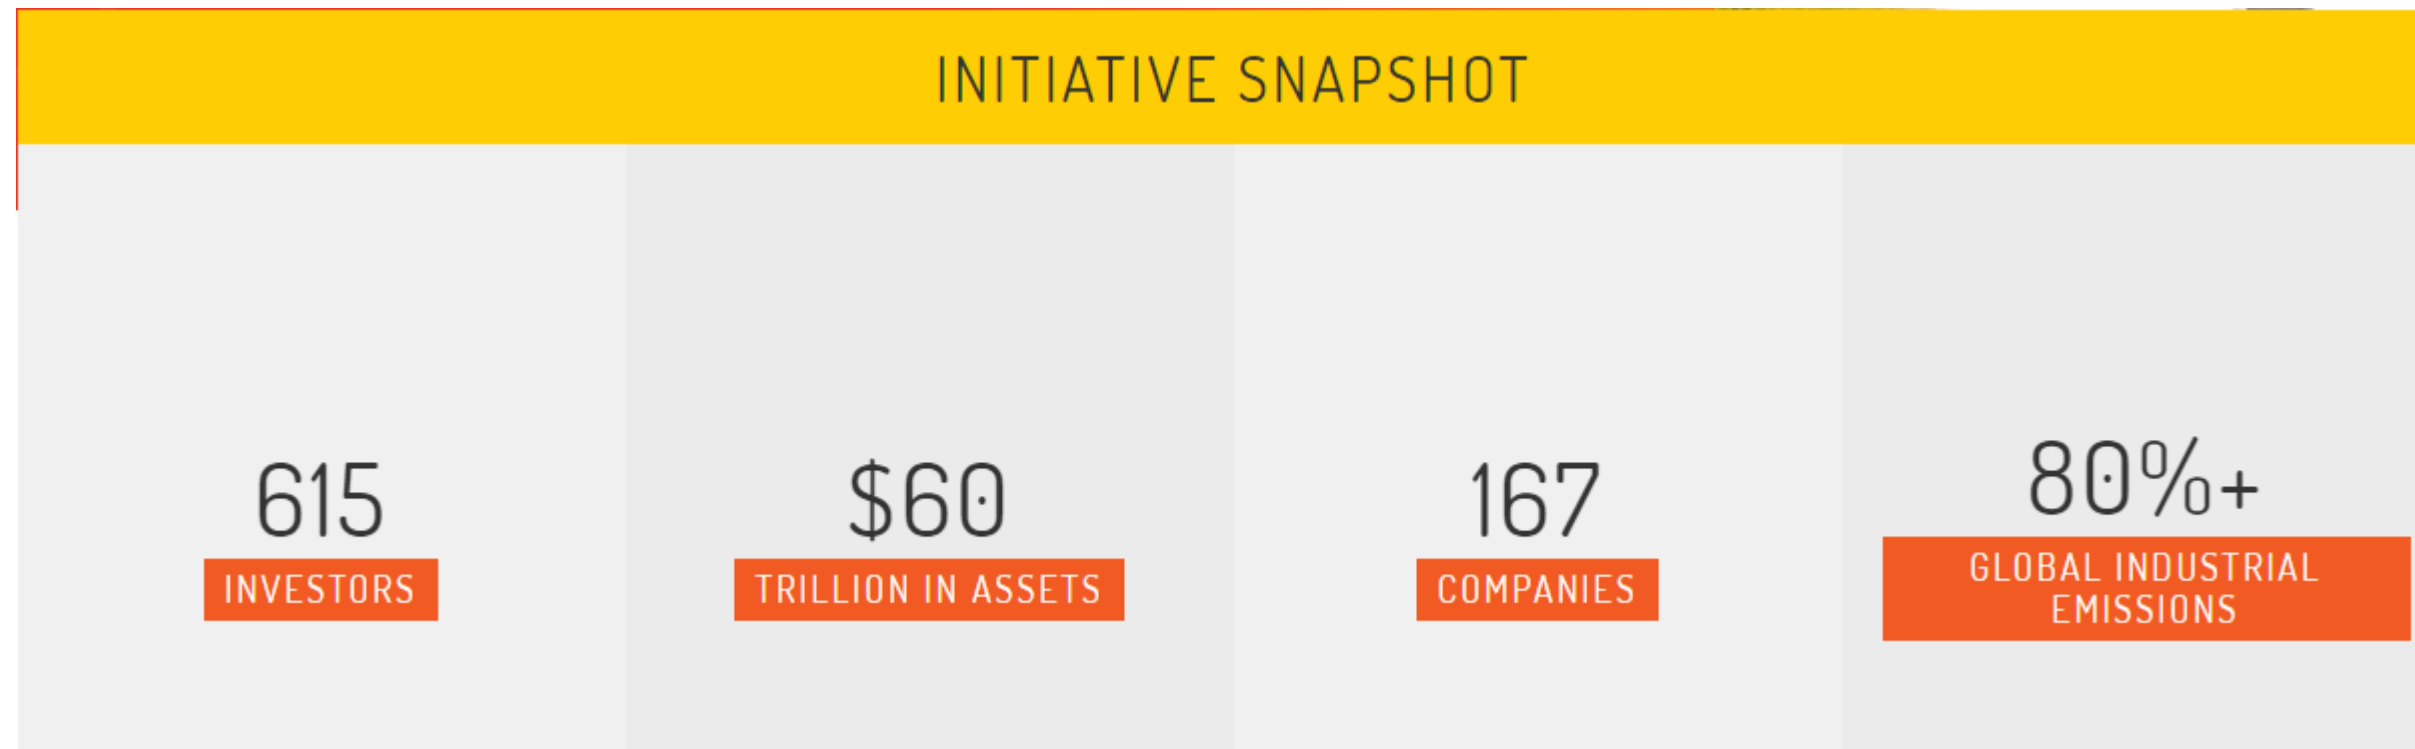 INITIATIVE SNAPSHOT
615
INVESTORS
$60
TRILLION IN ASSETS
167
COMPANIES
80%+
GLOBAL INDUSTRIAL
EMISSIONS